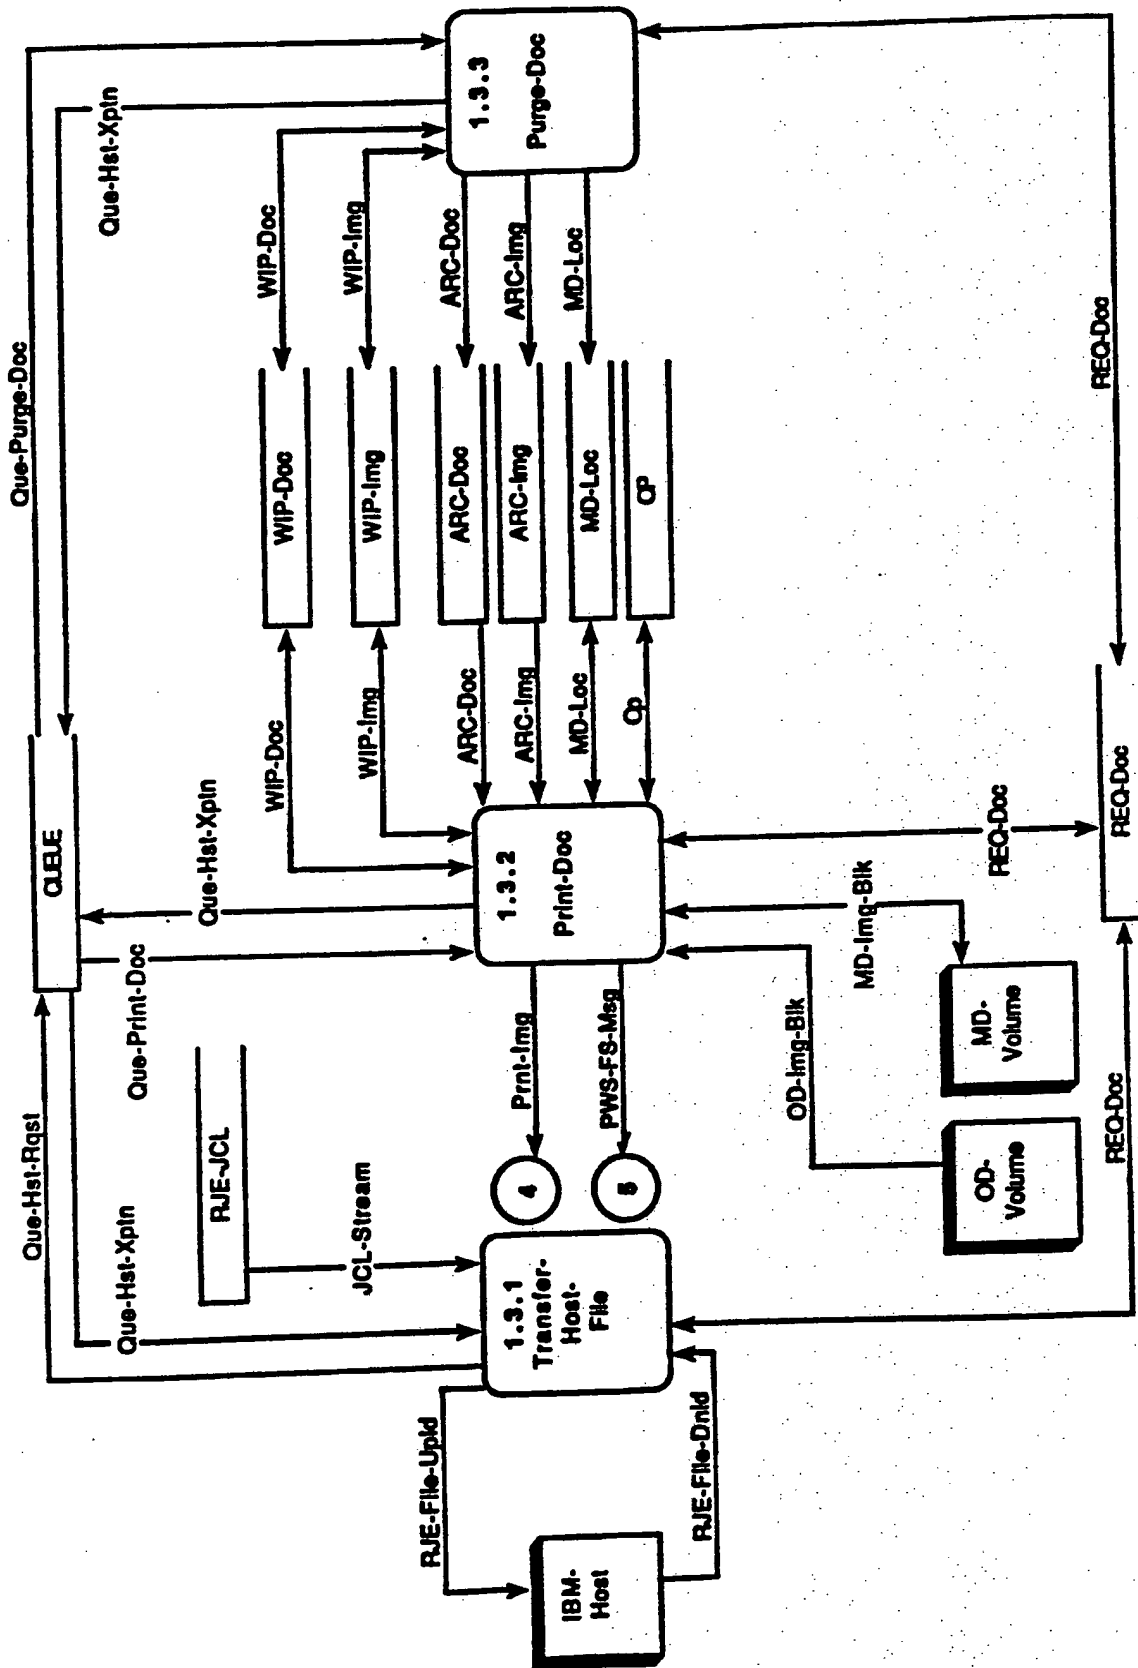 Que-Purge-Doc
Que-Hst-Xptn
QUEUE
Que-Hst-Rqst
Que-Hst-Xptn
Que-Print-Doc
Que-Hst-Xptn
RJE-JCL
JCL-Stream
WIP-Doc
WIP-Doc
WIP-Doc
WIP-Img
WIP-Img
WIP-Img
RJE-File-Upld
IBM-
Host
RJE-File-Dnld
1.3.1
Transfer-
Host-
File
4
5
Prnt-Img
PWS-FS-Msg
1.3.2
Print-Doc
ARC-Doc
ARC-Doc
ARC-Doc
ARC-Img
ARC-Img
ARC-Img
MD-Loc
MD-Loc
MD-Loc
Cp
CP
1.3.3
Purge-Doc
OD-Img-Blk
MD-Img-Blk
OD-
Volume
MD-
Volume
REQ-Doc
REQ-Doc
REQ-Doc
REQ-Doc